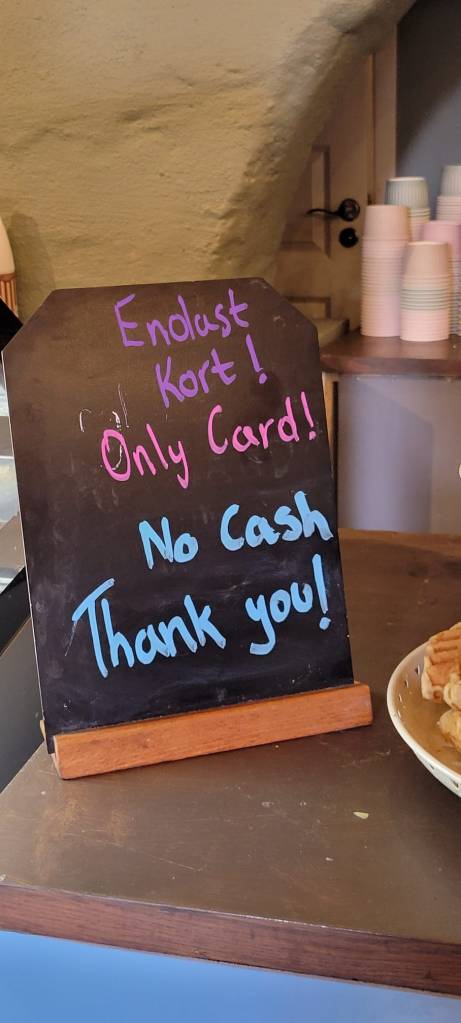 Endast
Kort!
Only Card!
No Cash
Thank you!